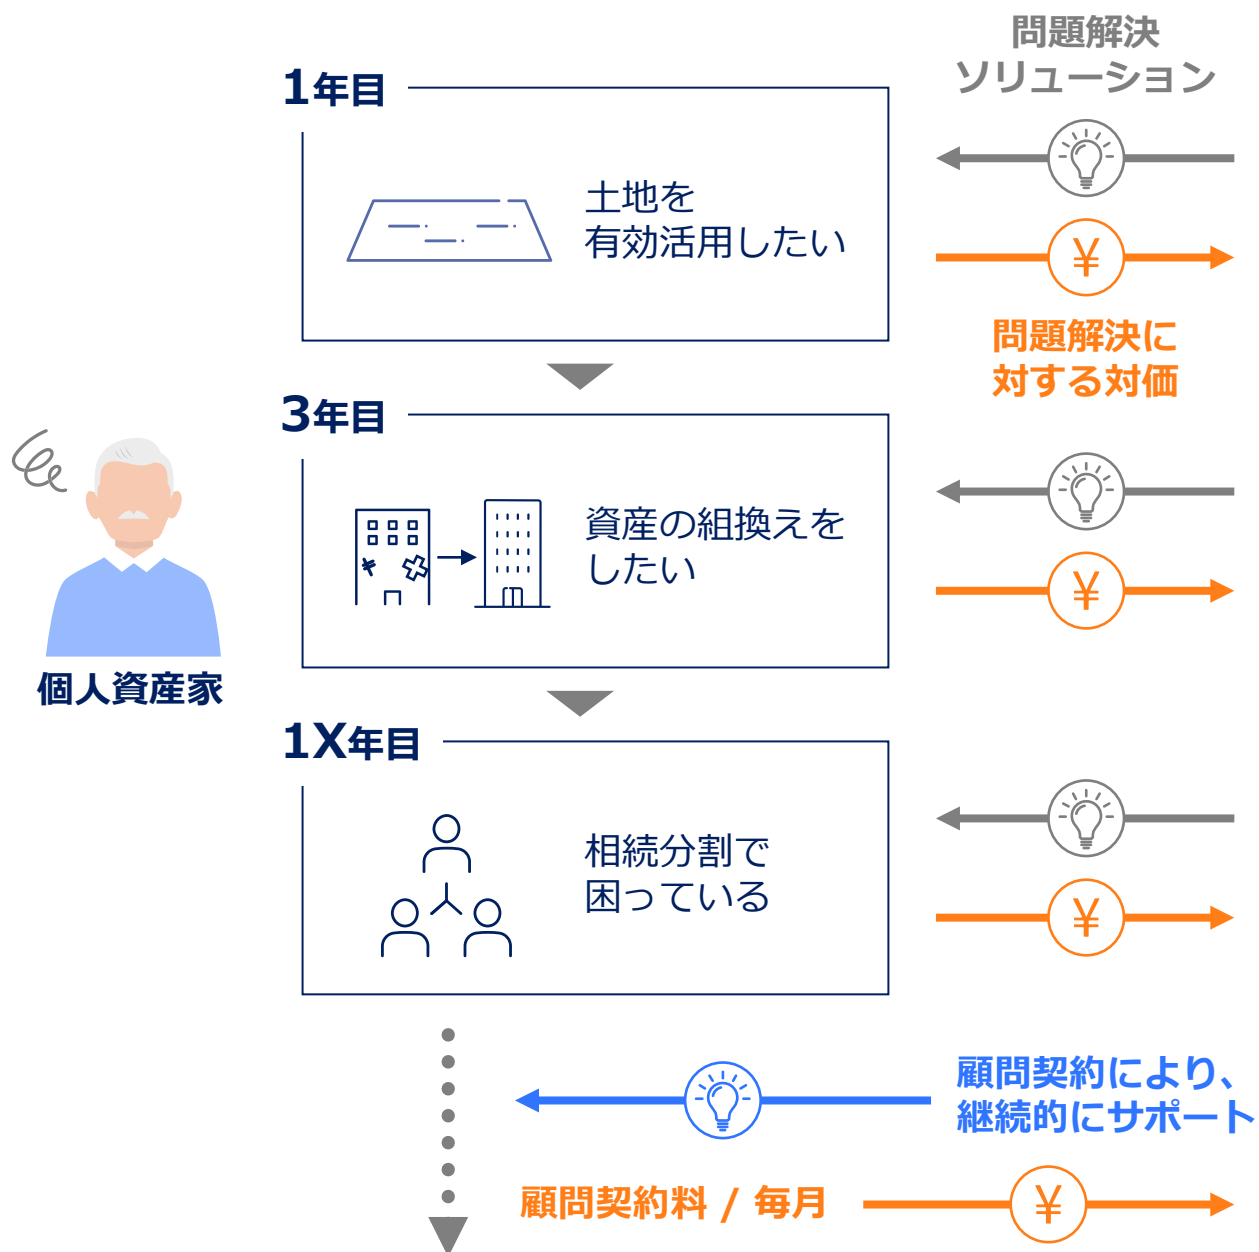 問題解決
ソリューション
1年目
土地を
有効活用したい
¥
問題解決に
対する対価
3年目
資産の組換えを
したい
¥
個人資産家
1X年目
相続分割で
困っている
¥
顧問契約により、
継続的にサポート
顧問契約料 / 毎月
¥